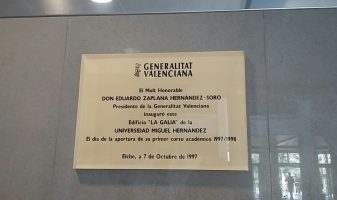 GENERALITAT
VALENCIANA
El Molt Honorable
DON EDUARDO ZAPLANA HERNÁNDEZ-SORO
Presidente de la Generalitat Valenciana
inauguró este
Edificio "LA GALIA" de la
UNIVERSIDAD MIGUEL HERNÁNDEZ
El día de la apertura de su primer curso académico 1997/1998
Elche, a 7 de Octubre de 1997